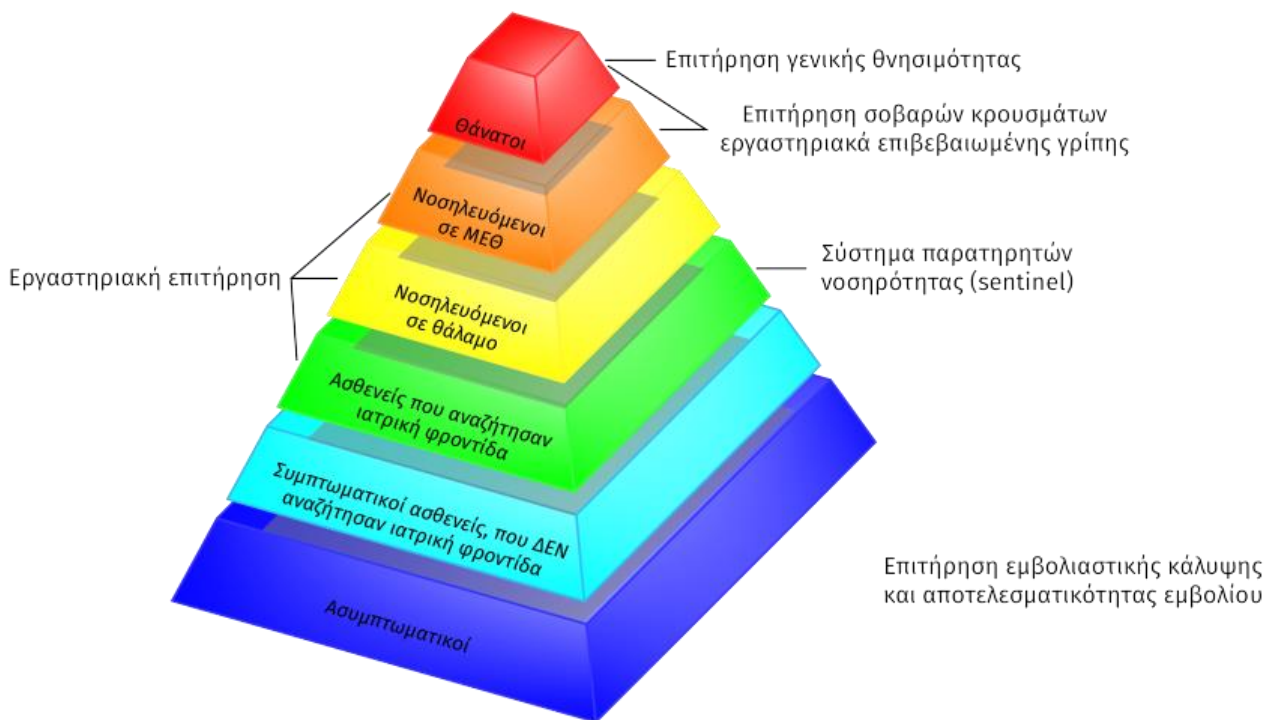 Επιτήρηση γενικής θνησιμότητας
Επιτήρηση σοβαρών κρουσμάτων
εργαστηριακά επιβεβαιωμένης γρίπης
Θάνατοι
Νοσηλευόμενοι
σε ΜΕΘ
Σύστημα παρατηρητών
νοσηρότητας (sentinel)
Εργαστηριακή επιτήρηση
Νοσηλευόμενοι
σε θάλαμο
Ασθενείς που αναζήτησαν
ιατρική φροντίδα
Συμπτωματικοί ασθενείς, που ΔΕΝ
αναζήτησαν ιατρική φροντίδα
Επιτήρηση εμβολιαστικής κάλυψης
και αποτελεσματικότητας εμβολίου
Ασυμπτωματικοί